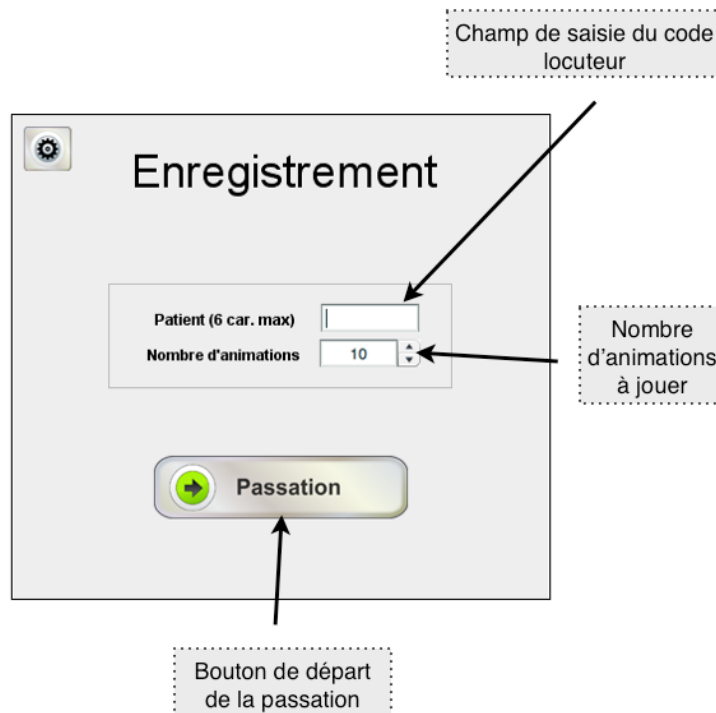 Champ de saisie du code
locuteur
Enregistrement
Patient (6 car. max)
Nombre d'animations
10
Nombre
d’animations
à jouer
Passation
Bouton de départ
de la passation